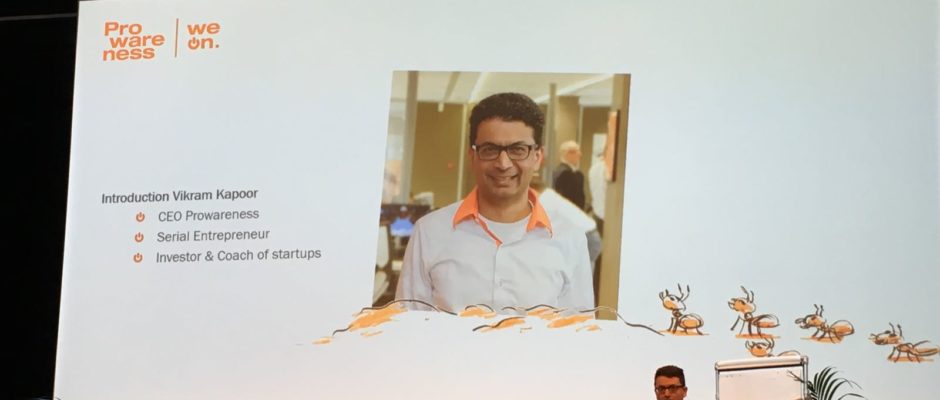 Pro
ware
ness
we
on.
Introduction Vikram Kapoor
CEO Prowareness
Serial Entrepreneur
Investor & Coach of startups